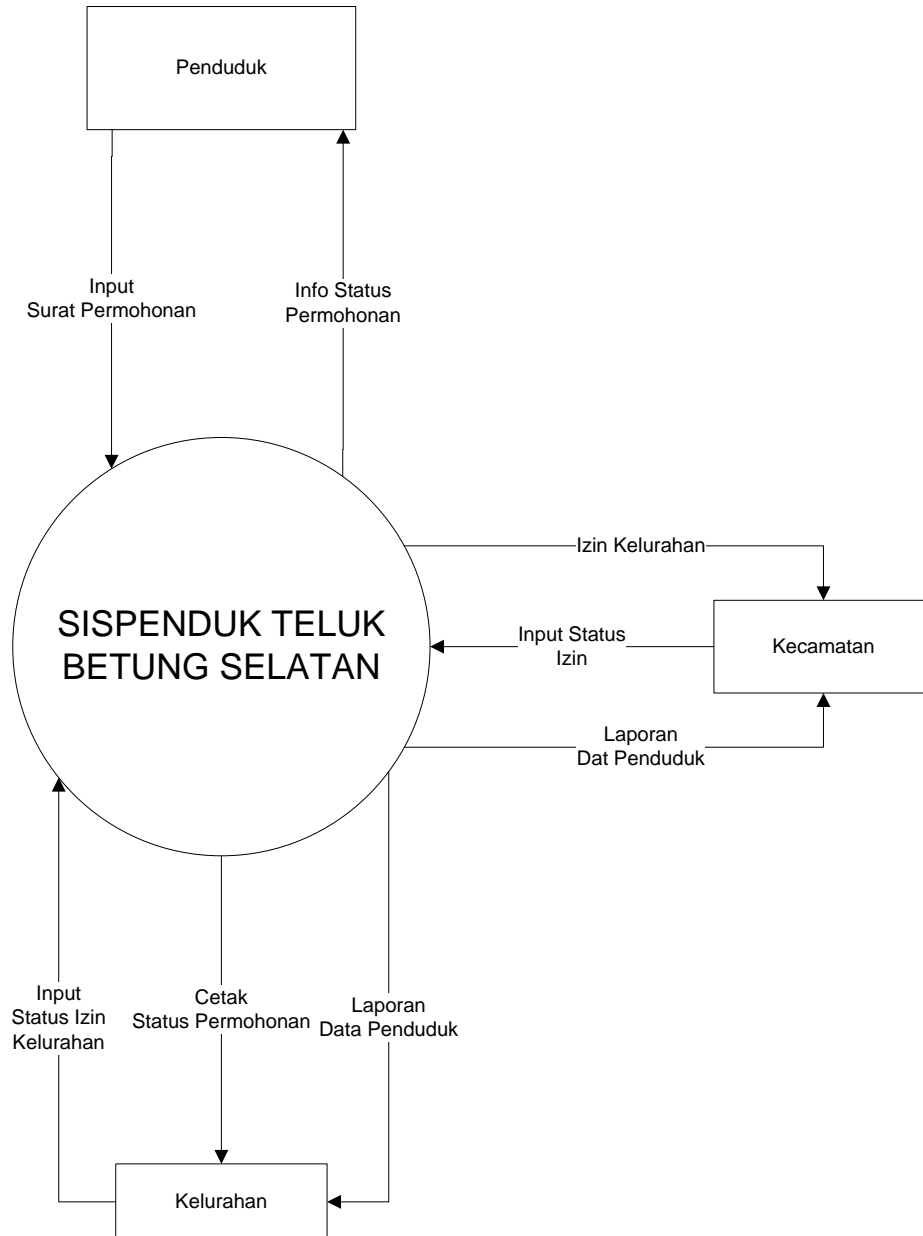 Penduduk
Input
Surat Permohonan
Info Status
Permohonan
Izin Kelurahan
SISPENDUK TELUK
BETUNG SELATAN
Input Status
Izin
Kecamatan
Laporan
Dat Penduduk
Input
Status Izin
Kelurahan
Cetak
Status Permohonan
Laporan
Data Penduduk
Kelurahan